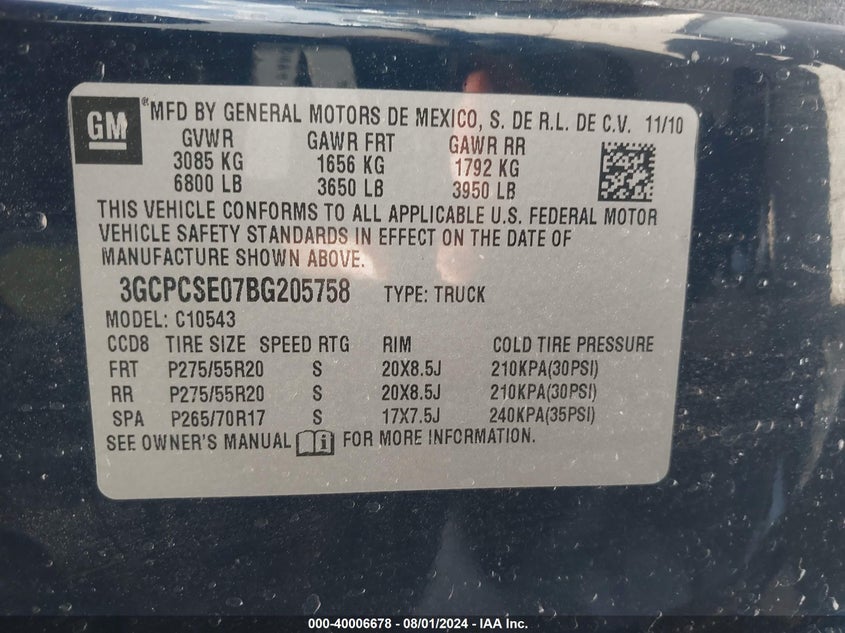 GM ® MFD BY GENERAL MOTORS DE MEXICO, S. DE R.L. DE C.V. 11/10
GVWR GAWR FRT GAWR RR
3085 KG 1656 KG 1792 KG
6800 LB 3650 LB 3950 LB
THIS VEHICLE CONFORMS TO ALL APPLICABLE U.S. FEDERAL MOTOR
VEHICLE SAFETY STANDARDS IN EFFECT ON THE DATE OF
MANUFACTURE SHOWN ABOVE.
3GCPCSE07BG205758 TYPE: TRUCK
MODEL: C10543
CCD8 TIRE SIZE SPEED RTG RIM COLD TIRE PRESSURE
FRT P275/55R20 S 20X8.5J 210KPA(30PSI)
RR P275/55R20 S 20X8.5J 210KPA(30PSI)
SPA P265/70R17 S 17X7.5J 240KPA(35PSI)
SEE OWNER'S MANUAL i FOR MORE INFORMATION.
000-40006678 - 08/01/2024 - IAA Inc.